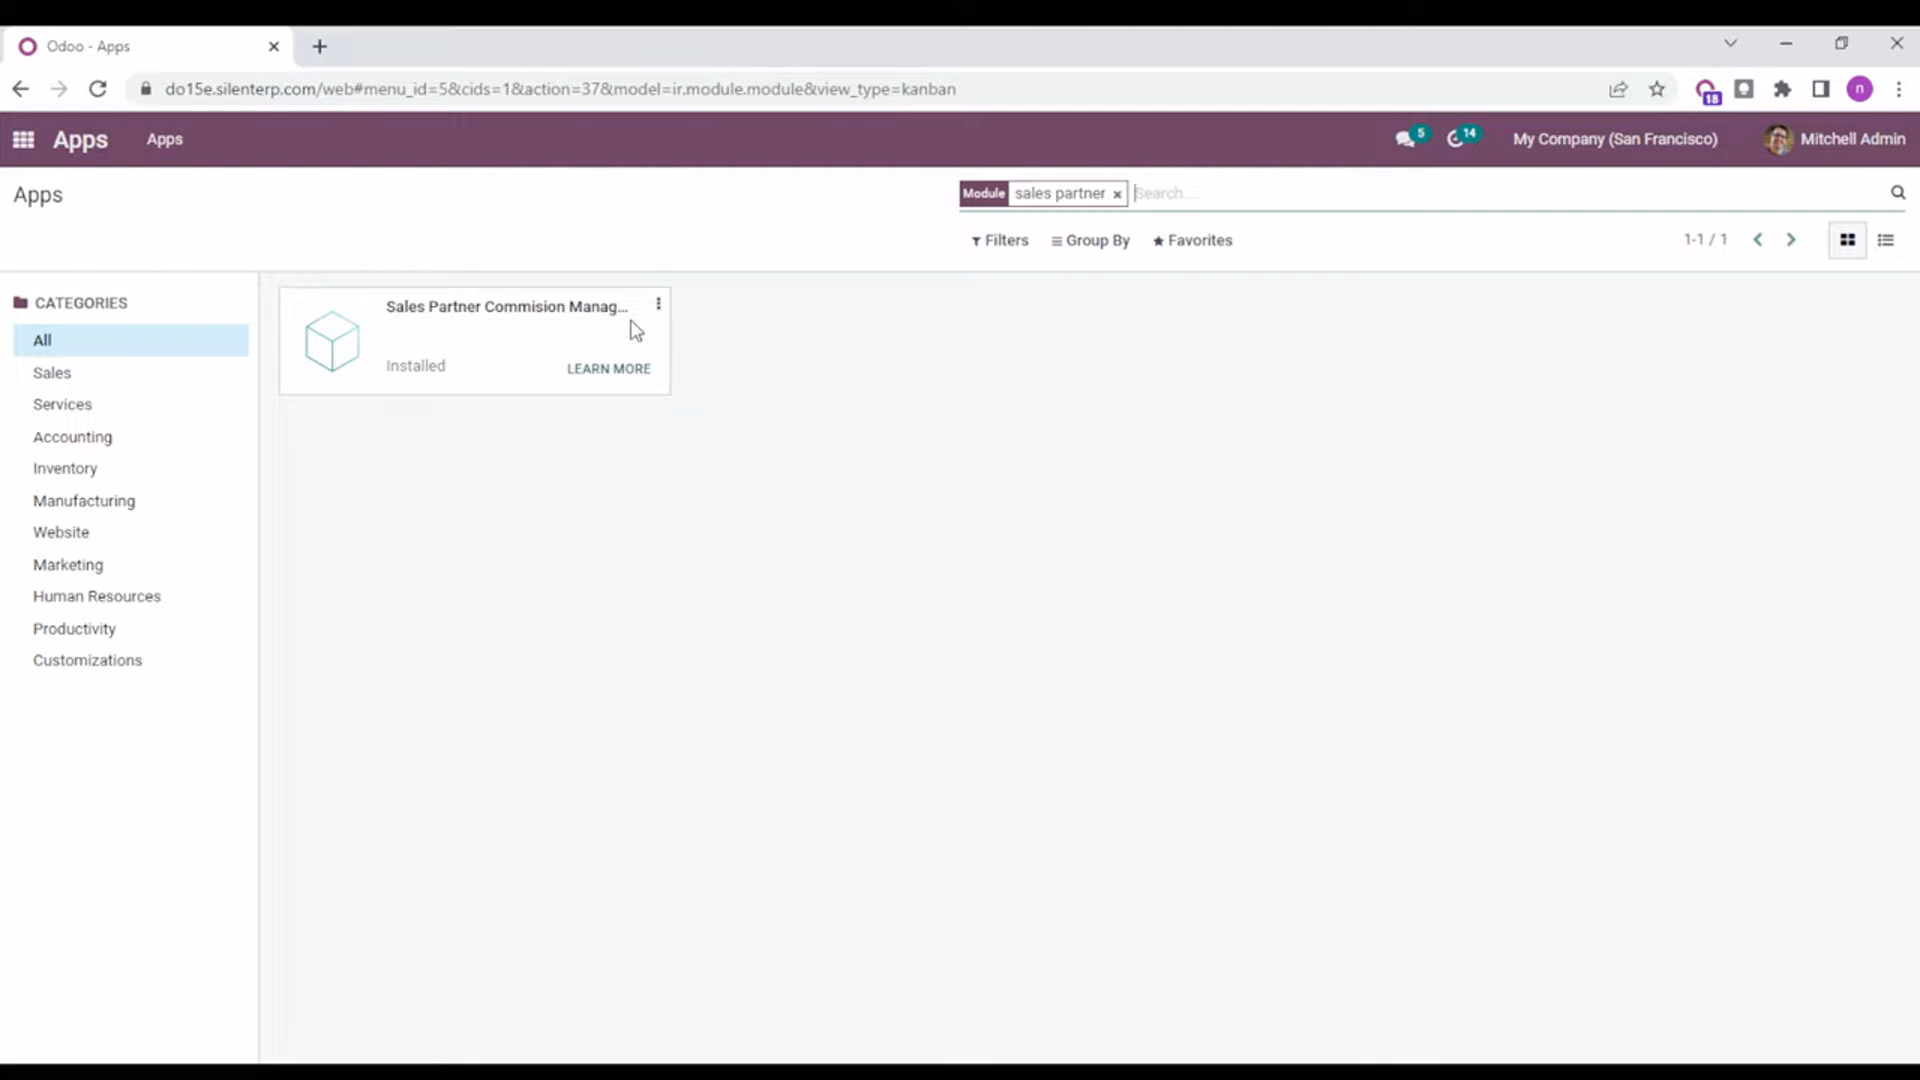 Odoo - Apps
do15e.silenterp.com/web#menu_id=5&cids=1&action=37&model=ir.module.module&view_type=kanban
18
n
Apps
Apps
5
14
My Company (San Francisco)
Mitchell Admin
Apps
Module sales partner × Search...
Filters
Group By
Favorites
1-1 / 1
CATEGORIES
All
Sales
Services
Accounting
Inventory
Manufacturing
Website
Marketing
Human Resources
Productivity
Customizations
Sales Partner Commision Manag...
Installed
LEARN MORE